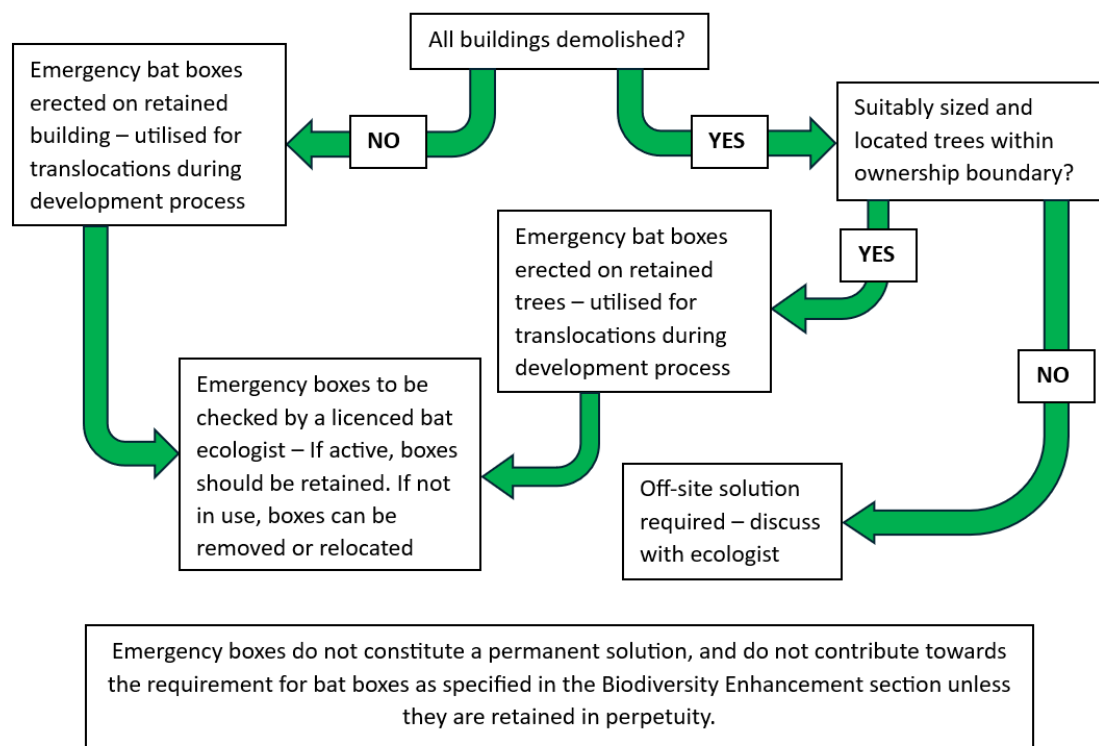 All buildings demolished?
Emergency bat boxes
erected on retained
building – utilised for
translocations during
development process
NO
YES
Suitably sized and
located trees within
ownership boundary?
Emergency bat boxes
erected on retained
trees – utilised for
translocations during
development process
YES
NO
Emergency boxes to be
checked by a licenced bat
ecologist – If active, boxes
should be retained. If not
in use, boxes can be
removed or relocated
Off-site solution
required – discuss
with ecologist
Emergency boxes do not constitute a permanent solution, and do not contribute towards
the requirement for bat boxes as specified in the Biodiversity Enhancement section unless
they are retained in perpetuity.